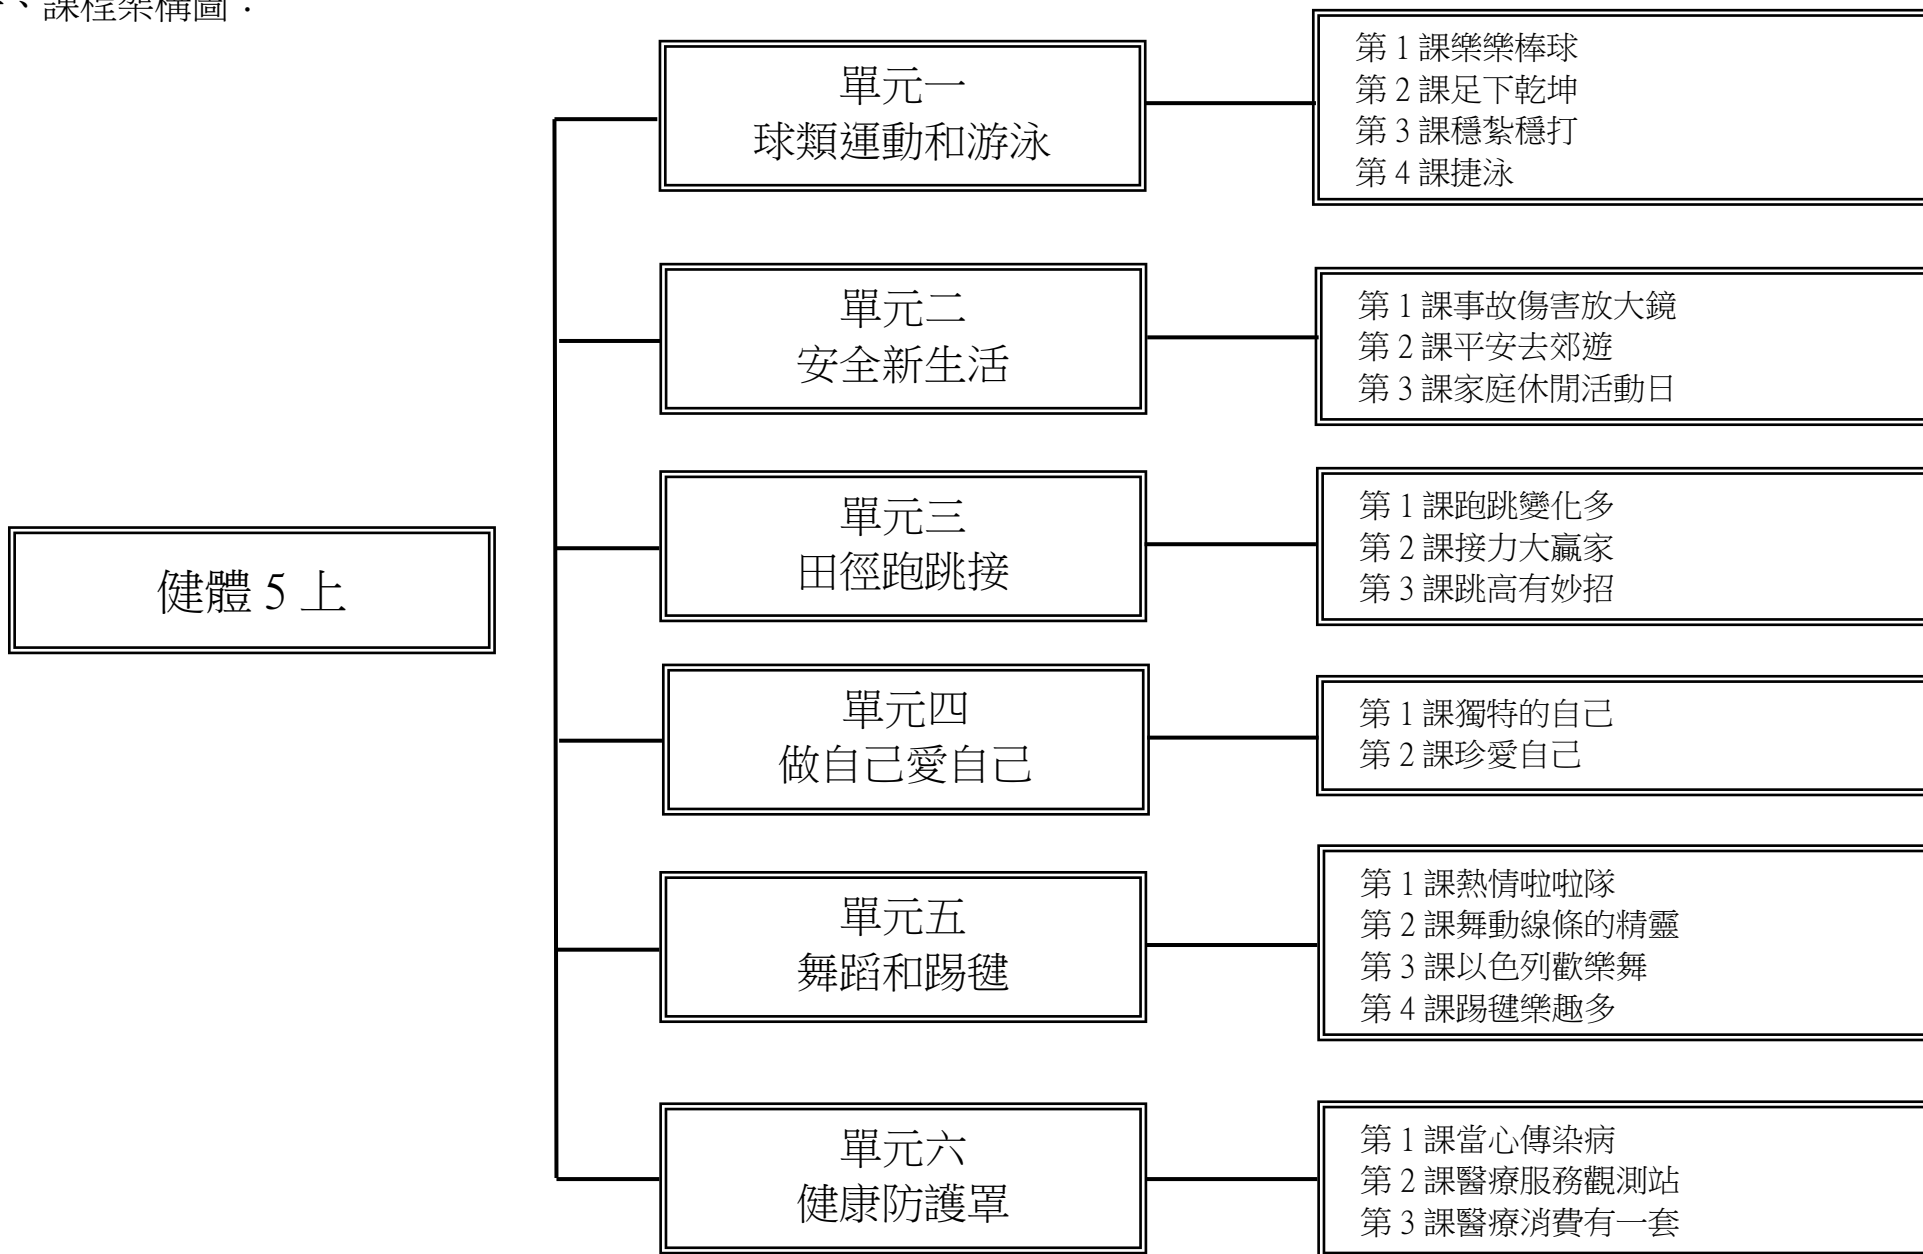 、課程架構圖：
健體 5 上
單元一
球類運動和游泳
第 1 課樂樂棒球
第 2 課足下乾坤
第 3 課穩紮穩打
第 4 課捷泳
單元二
安全新生活
第 1 課事故傷害放大鏡
第 2 課平安去郊遊
第 3 課家庭休閒活動日
單元三
田徑跑跳接
第 1 課跑跳變化多
第 2 課接力大贏家
第 3 課跳高有妙招
單元四
做自己愛自己
第 1 課獨特的自己
第 2 課珍愛自己
單元五
舞蹈和踢毽
第 1 課熱情啦啦隊
第 2 課舞動線條的精靈
第 3 課以色列歡樂舞
第 4 課踢毽樂趣多
單元六
健康防護罩
第 1 課當心傳染病
第 2 課醫療服務觀測站
第 3 課醫療消費有一套